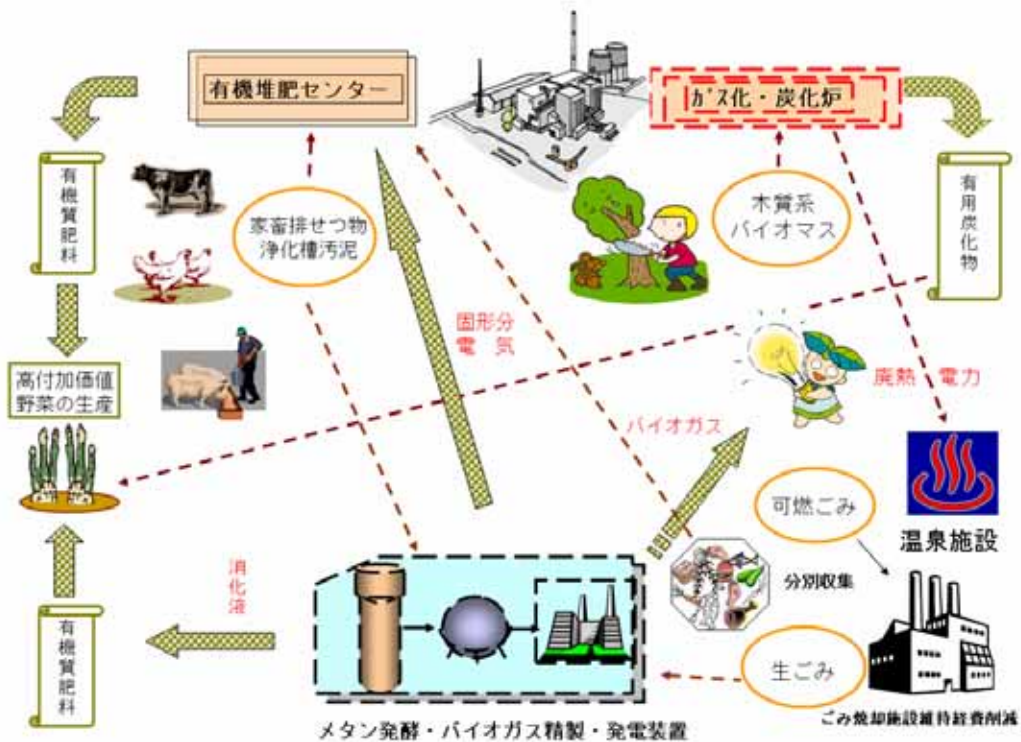 有機堆肥センター
ガス化・炭化炉
有機質肥料
家畜排せつ物
浄化槽汚泥
木質系
バイオマス
有用炭化物
固形分
電気
高付加価値
野菜の生産
廃熱 電力
バイオガス
可燃ごみ
温泉施設
消化液
分別収集
有機質肥料
生ごみ
ごみ焼却施設維持経費削減
メタン発酵・バイオガス精製・発電装置